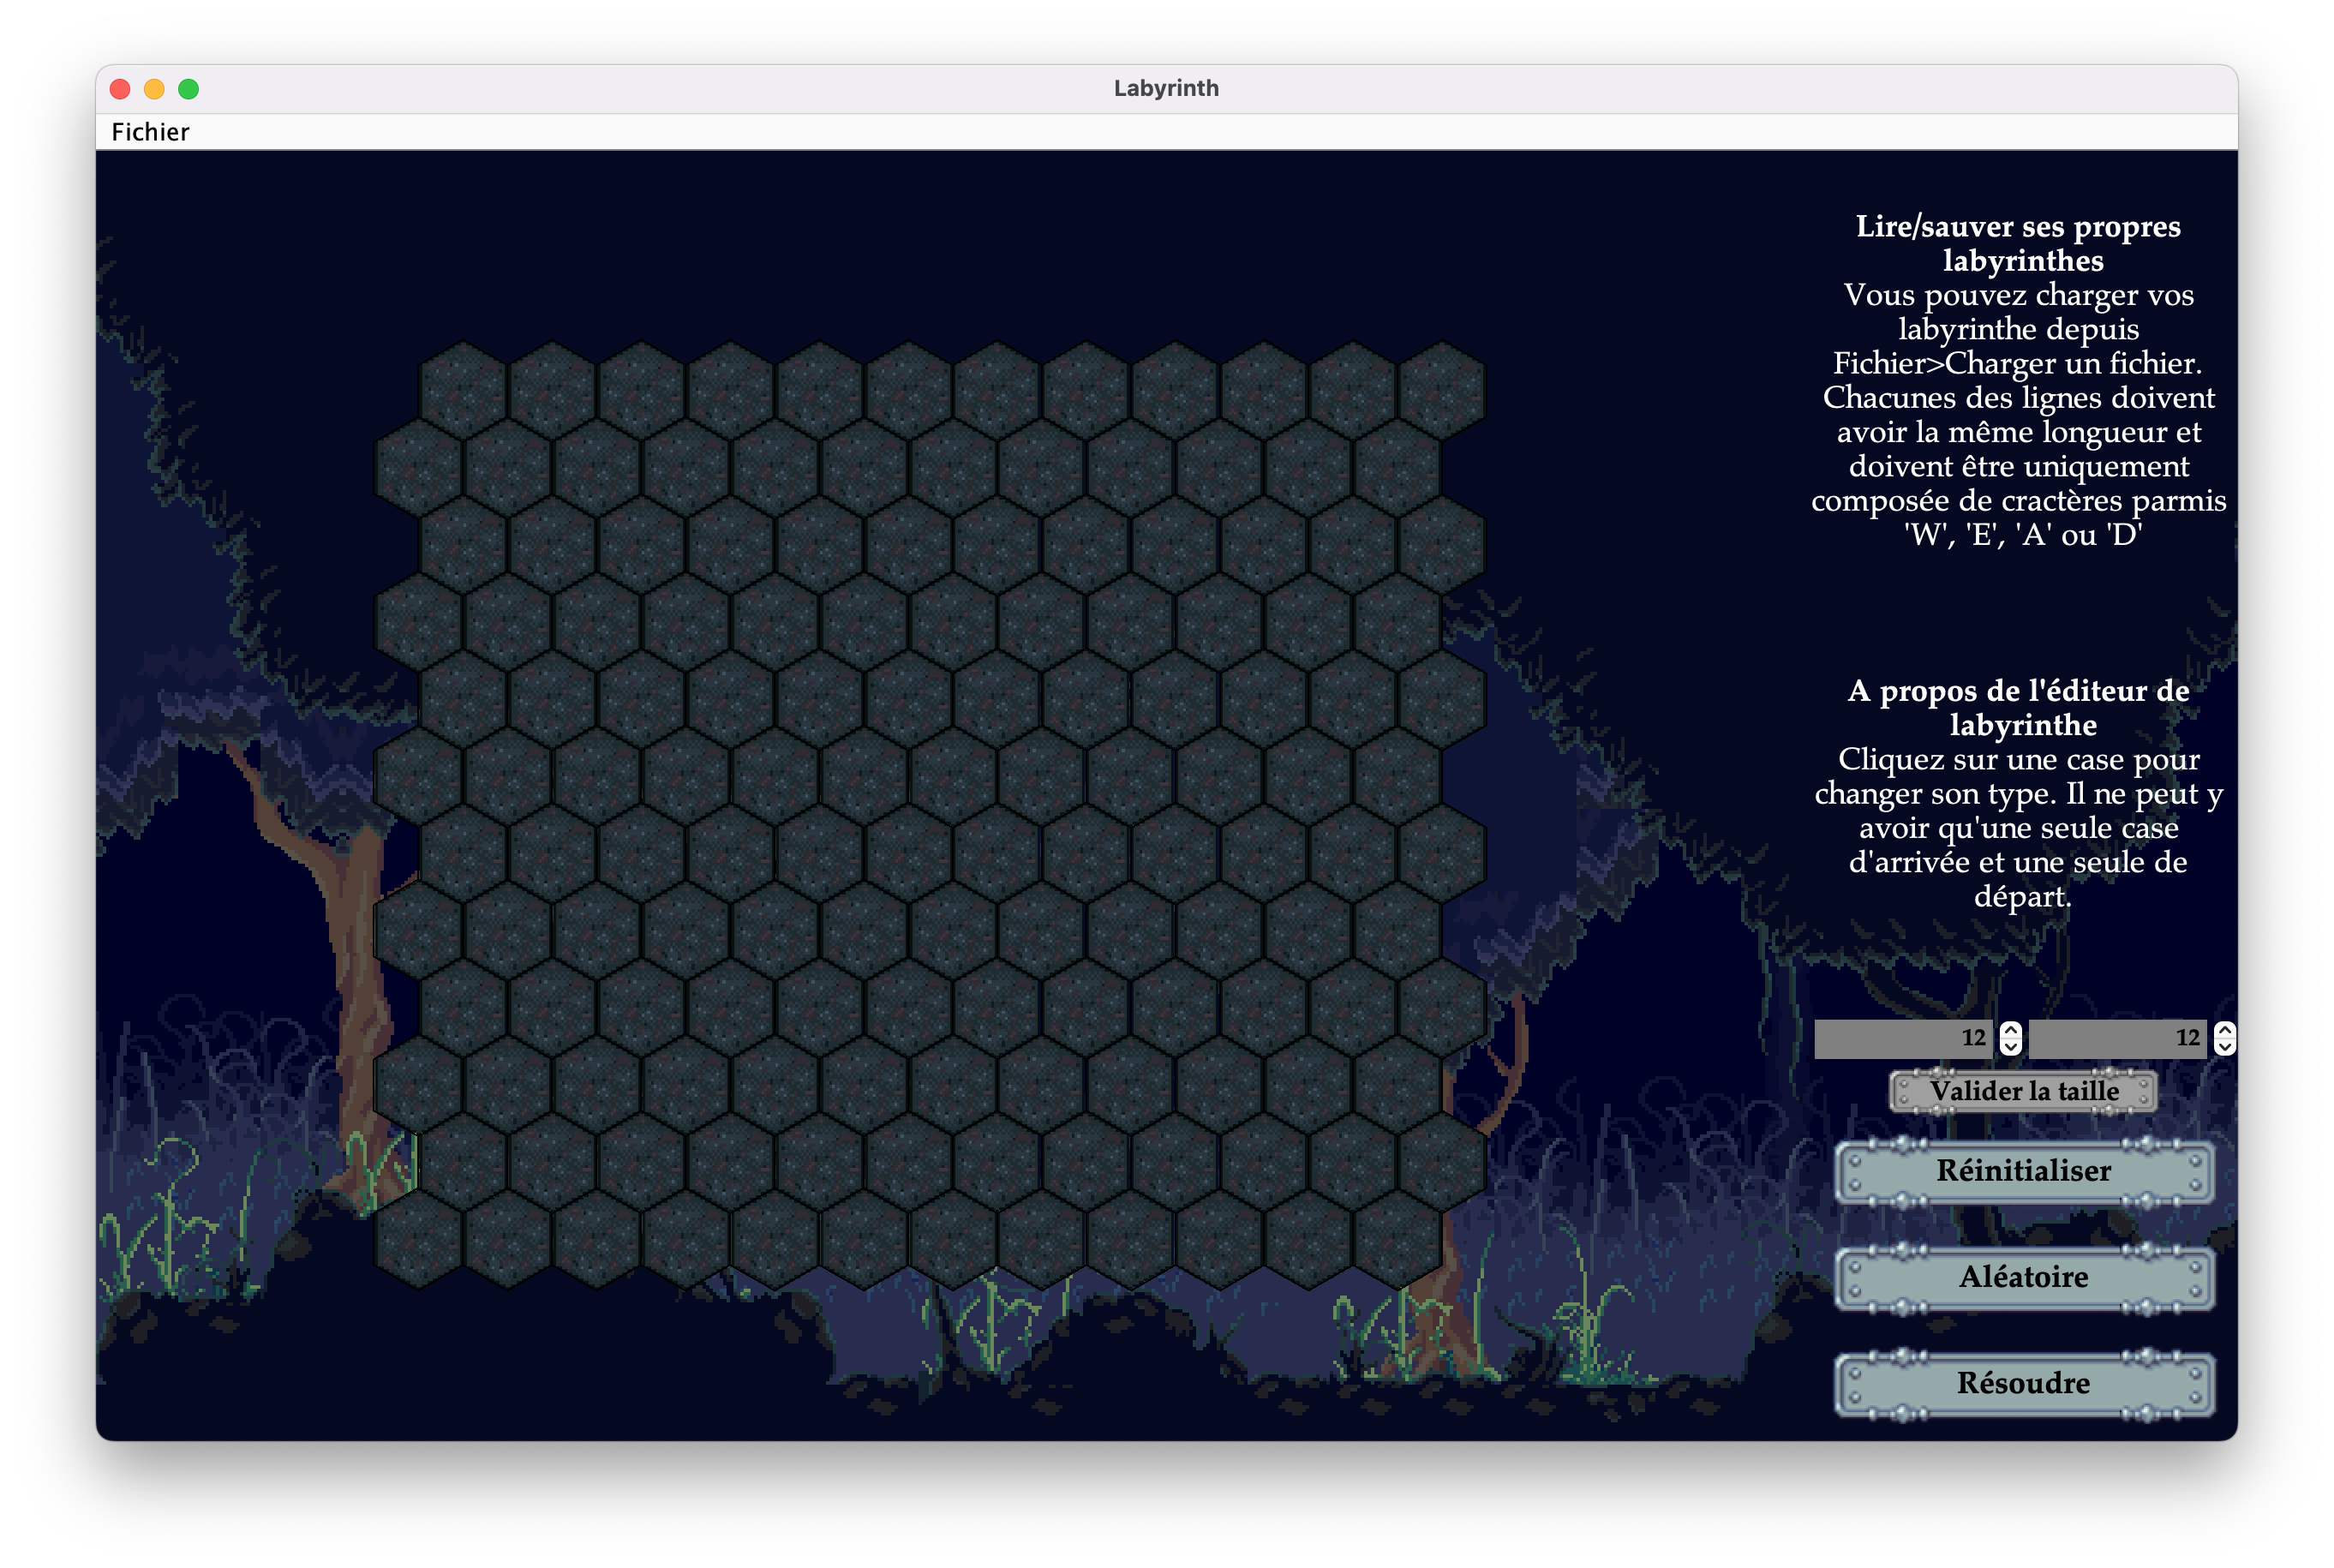 Labyrinth
Fichier
Lire/sauver ses propres
labyrinthes
Vous pouvez charger vos
labyrinthe depuis
Fichier>Charger un fichier.
Chacunes des lignes doivent
avoir la même longueur et
doivent être uniquement
composée de cractères parmis
'W', 'E', 'A' ou 'D'
A propos de l'éditeur de
labyrinthe
Cliquez sur une case pour
changer son type. Il ne peut y
avoir qu'une seule case
d'arrivée et une seule de
départ.
12 12
Valider la taille
Réinitialiser
Aléatoire
Résoudre